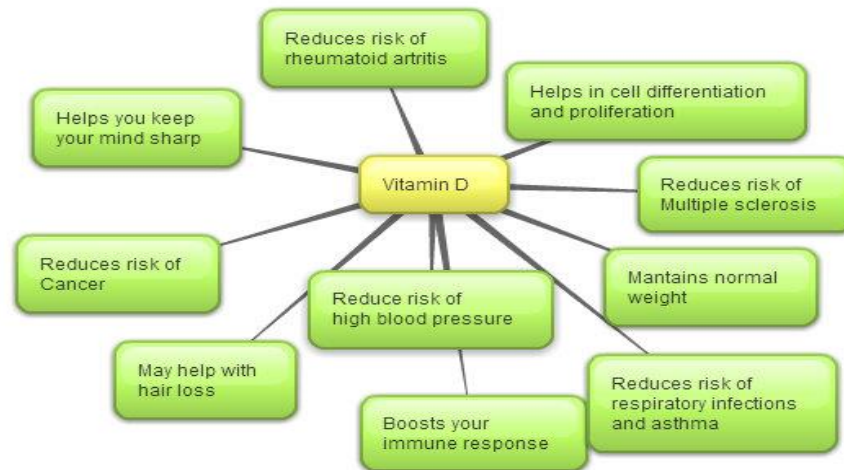 Reduces risk of
rheumatoid artritis
Helps in cell differentiation
and proliferation
Helps you keep
your mind sharp
Vitamin D
Reduces risk of
Multiple sclerosis
Reduces risk of
Cancer
Mantains normal
weight
Reduce risk of
high blood pressure
May help with
hair loss
Reduces risk of
respiratory infections
and asthma
Boosts your
immune response